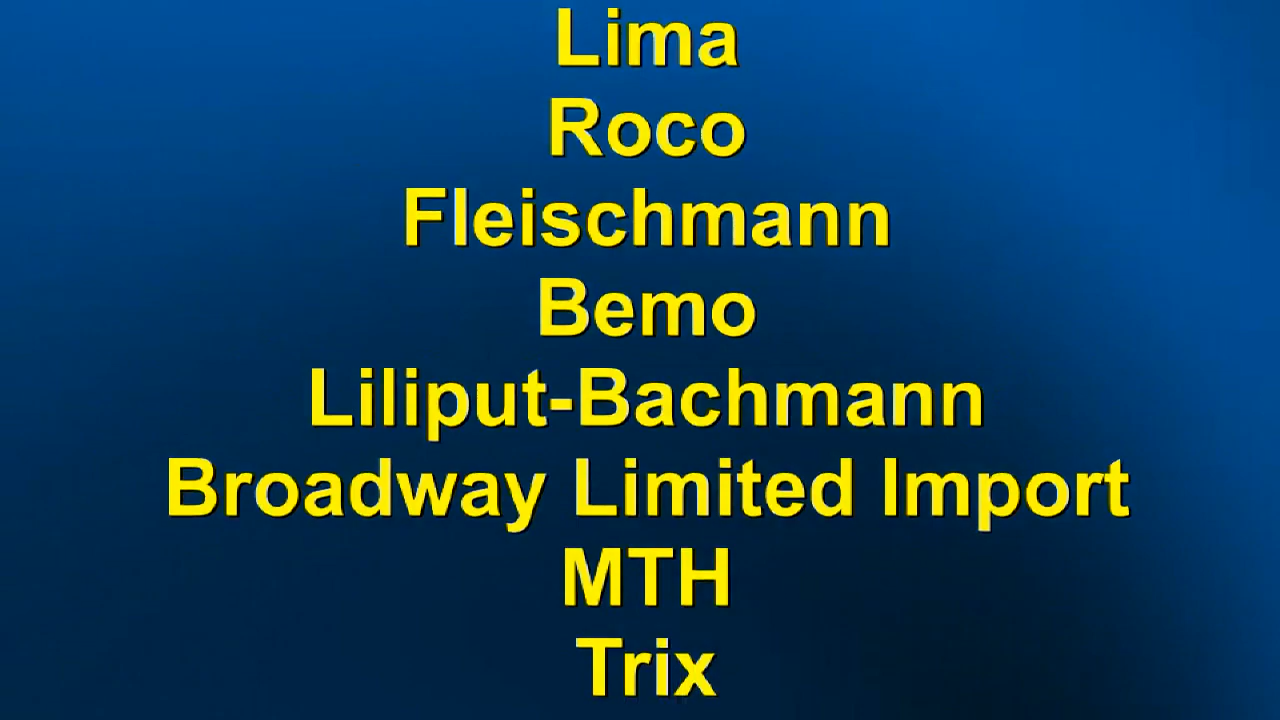 Lima
Roco
Fleischmann
Bemo
Liliput-Bachmann
Broadway Limited Import
MTH
Trix